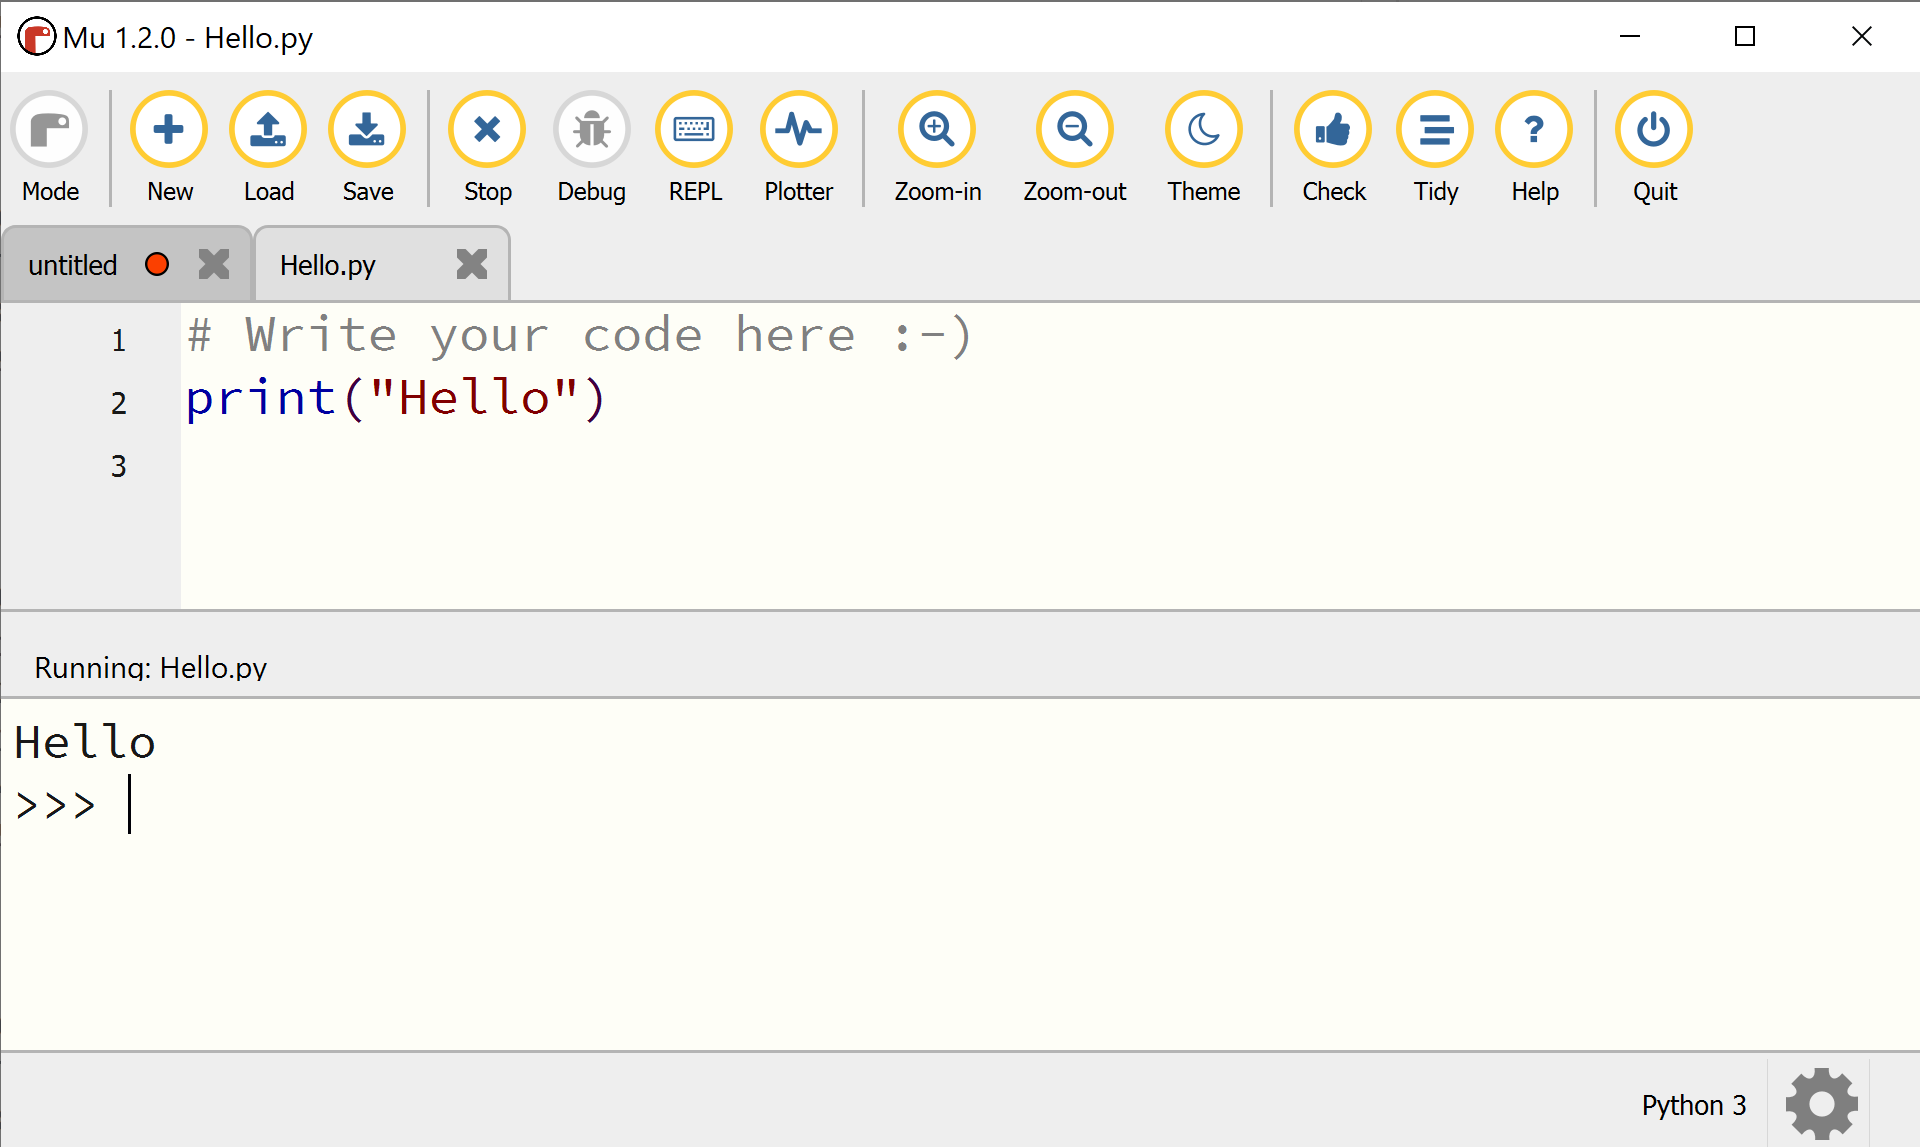 Mu 1.2.0 - Hello.py
Mode New Load Save Stop Debug REPL Plotter Zoom-in Zoom-out Theme Check Tidy Help Quit
untitled Hello.py
1 # Write your code here :-)
2 print("Hello")
3
Running: Hello.py
Hello
>>>
Python 3